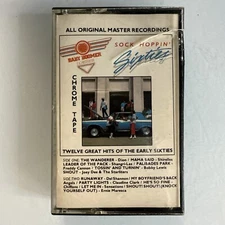 ALL ORIGINAL MASTER RECORDINGS
BABY BOOMER
SOCK HOPPIN'
Sixties
CHROME TAPE
TWELVE GREAT HITS OF THE EARLY SIXTIES
SIDE ONE: THE WANDERER - Dion / MAMA SAID - Shirelles
LEADER OF THE PACK - Shangri-Las / PALISADES PARK -
Freddy Cannon / TOSSIN' AND TURNIN' - Bobby Lewis
SHOUT - Joey Dee & The Starliters
SIDE TWO: RUNAWAY - Del Shannon / MY BOYFRIEND'S BACK
Angels / PARTY LIGHTS - Claudine Clark / HE'S SO FINE -
Chiffons / LET ME IN - Sensations / SHOUT! SHOUT! (KNOCK
YOURSELF OUT) - Ernie Maresca